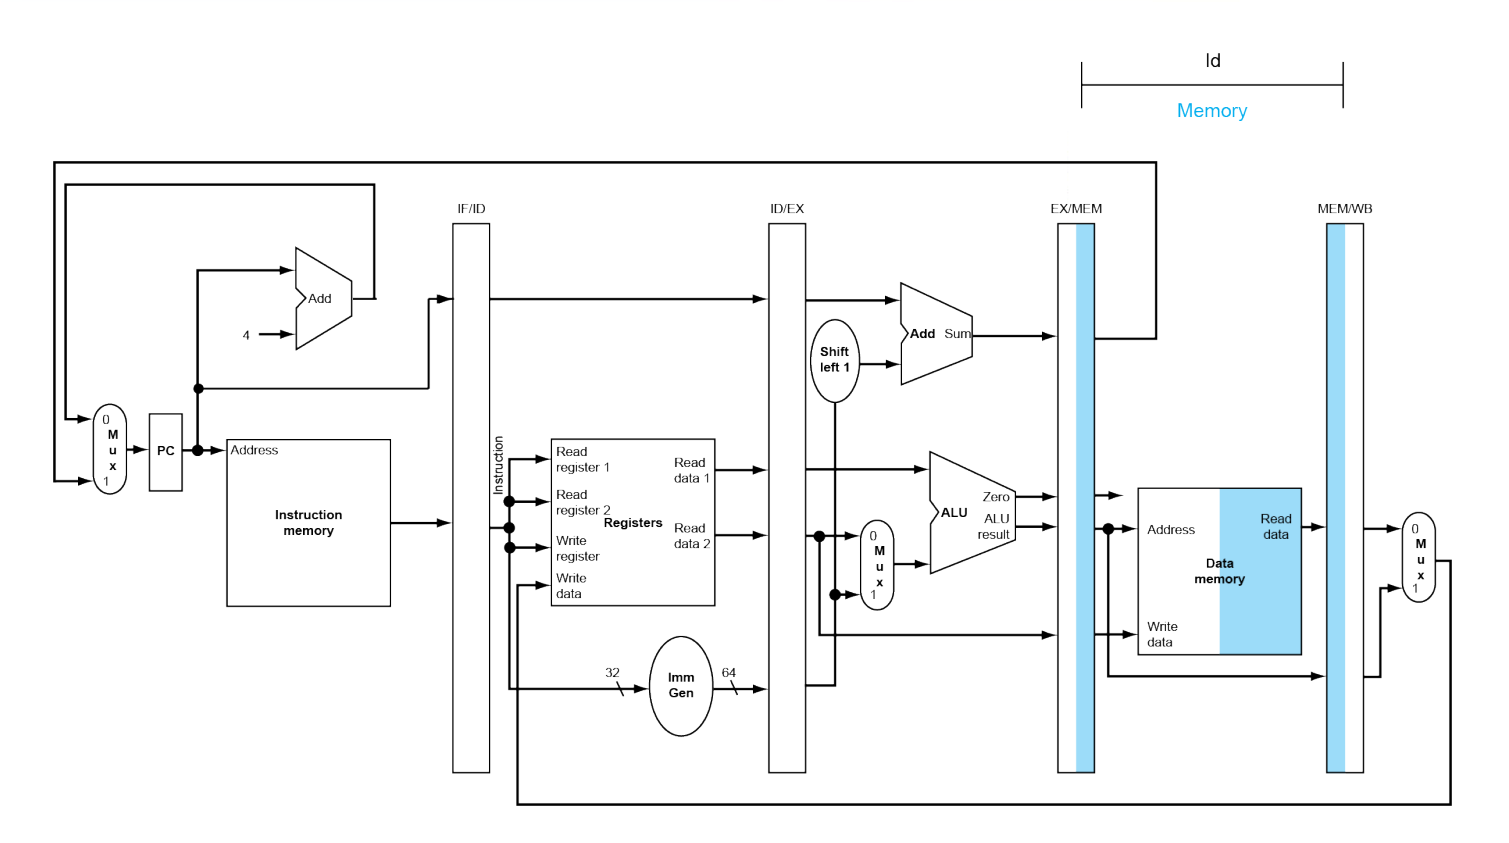 ld
Memory
IF/ID
ID/EX
EX/MEM
MEM/WB
Add
4
Add Sum
Shift
left 1
0
M
u
x
1
PC
Address
Instruction
memory
Instruction
Read
register 1
Read
register 2
Write
register
Write
data
Registers
Read
data 1
Read
data 2
Zero
ALU
ALU
result
0
M
u
x
1
Address
Read
data
Data
memory
Write
data
0
M
u
x
1
32
Imm
Gen
64